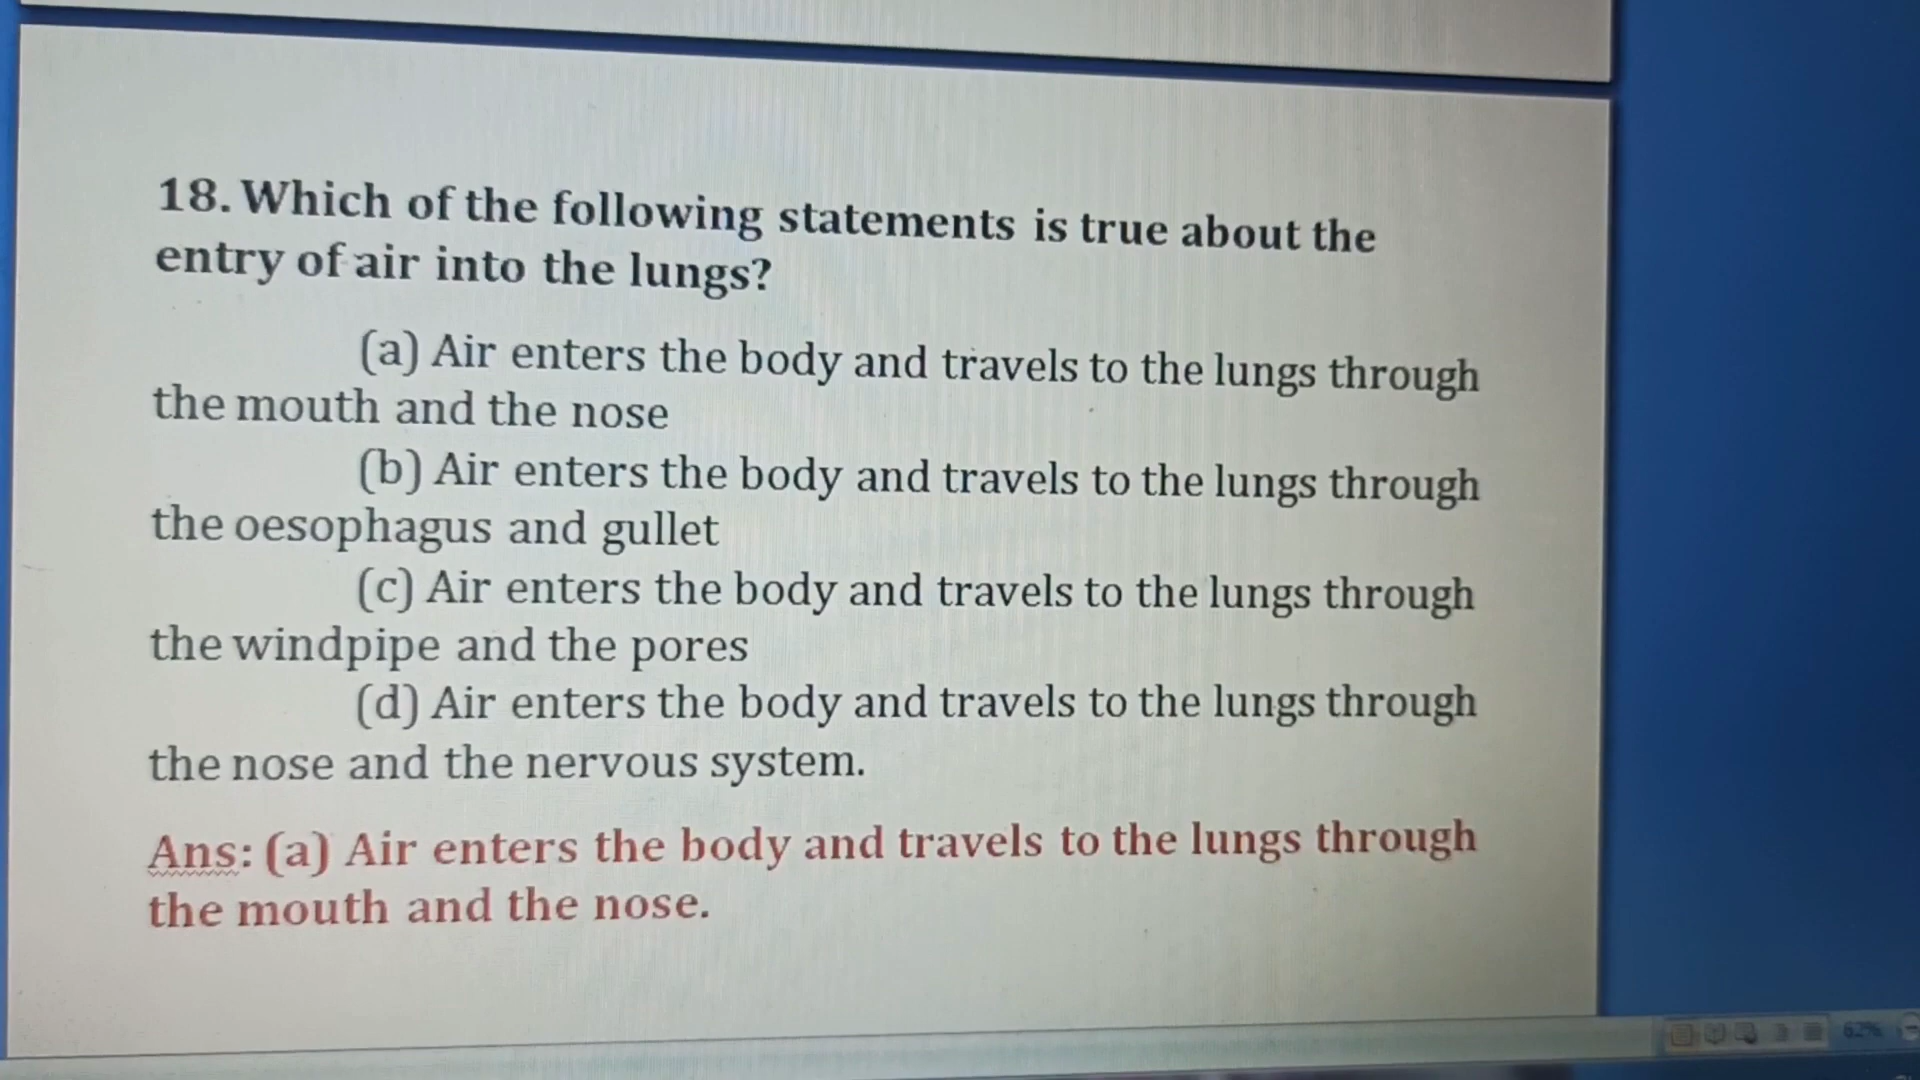 18. Which of the following statements is true about the
entry of air into the lungs?
(a) Air enters the body and travels to the lungs through
the mouth and the nose
(b) Air enters the body and travels to the lungs through
the oesophagus and gullet
(c) Air enters the body and travels to the lungs through
the windpipe and the pores
(d) Air enters the body and travels to the lungs through
the nose and the nervous system.
Ans: (a) Air enters the body and travels to the lungs through
the mouth and the nose.
62%